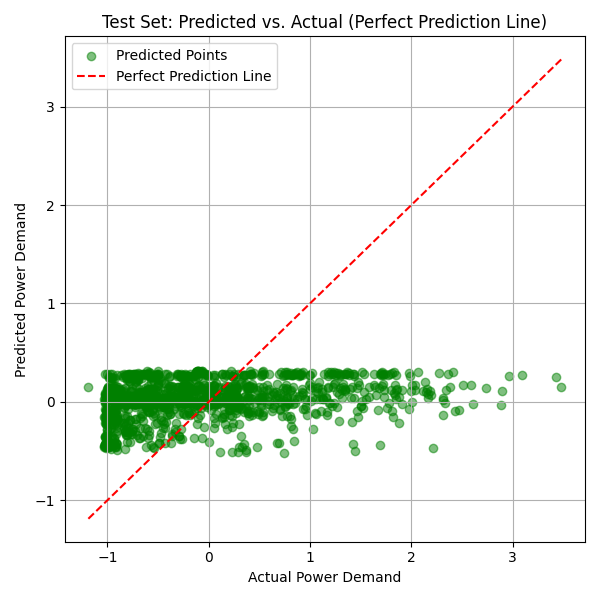 Test Set: Predicted vs. Actual (Perfect Prediction Line)
Predicted Points
Perfect Prediction Line
3
2
1
0
−1
Predicted Power Demand
−1
0
1
2
3
Actual Power Demand